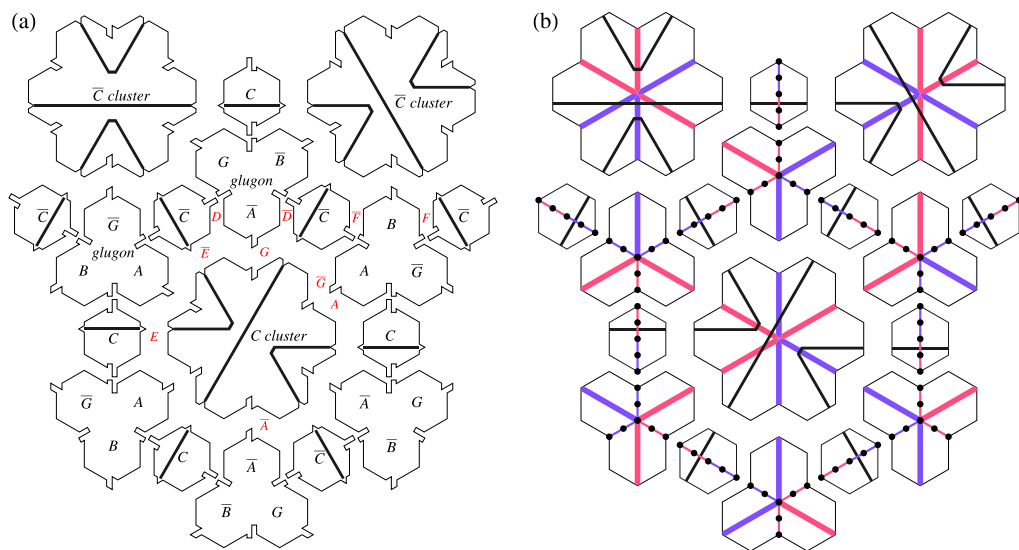 (a)
(b)
C̅ cluster
C
C̅ cluster
G
B̅
glugon
C̅
G̅
C̅
D
A̅
D̅
C̅
F̅
B
F
C̅
glugon
E̅
G
B
A
A
G̅
G̅
A
C
E
C cluster
C
G̅
A
A̅
G
A̅
B
C
A̅
C̅
B̅
B̅
G